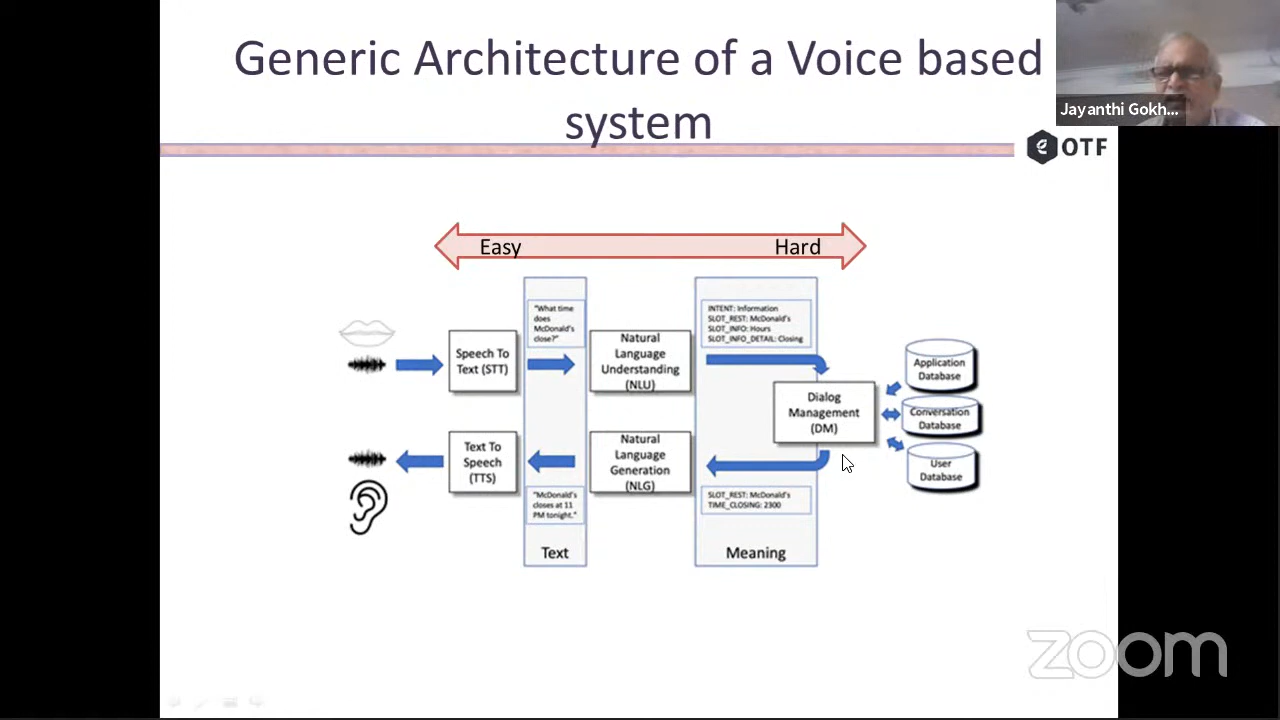 Generic Architecture of a Voice based
system
Jayanthi Gokh...
OTF
Easy
Hard
"What time
does
McDonald's
close?"
INTENT: Information
SLOT_REST: McDonald's
SLOT_INFO: Hours
SLOT_INFO_DETAIL: Closing
Speech To
Text (STT)
Natural
Language
Understanding
(NLU)
Application
Database
Dialog
Management
(DM)
Conversation
Database
Text To
Speech
(TTS)
Natural
Language
Generation
(NLG)
User
Database
"McDonald's
closes at 11
PM tonight."
SLOT_REST: McDonald's
TIME_CLOSING: 2300
Text
Meaning
zoom